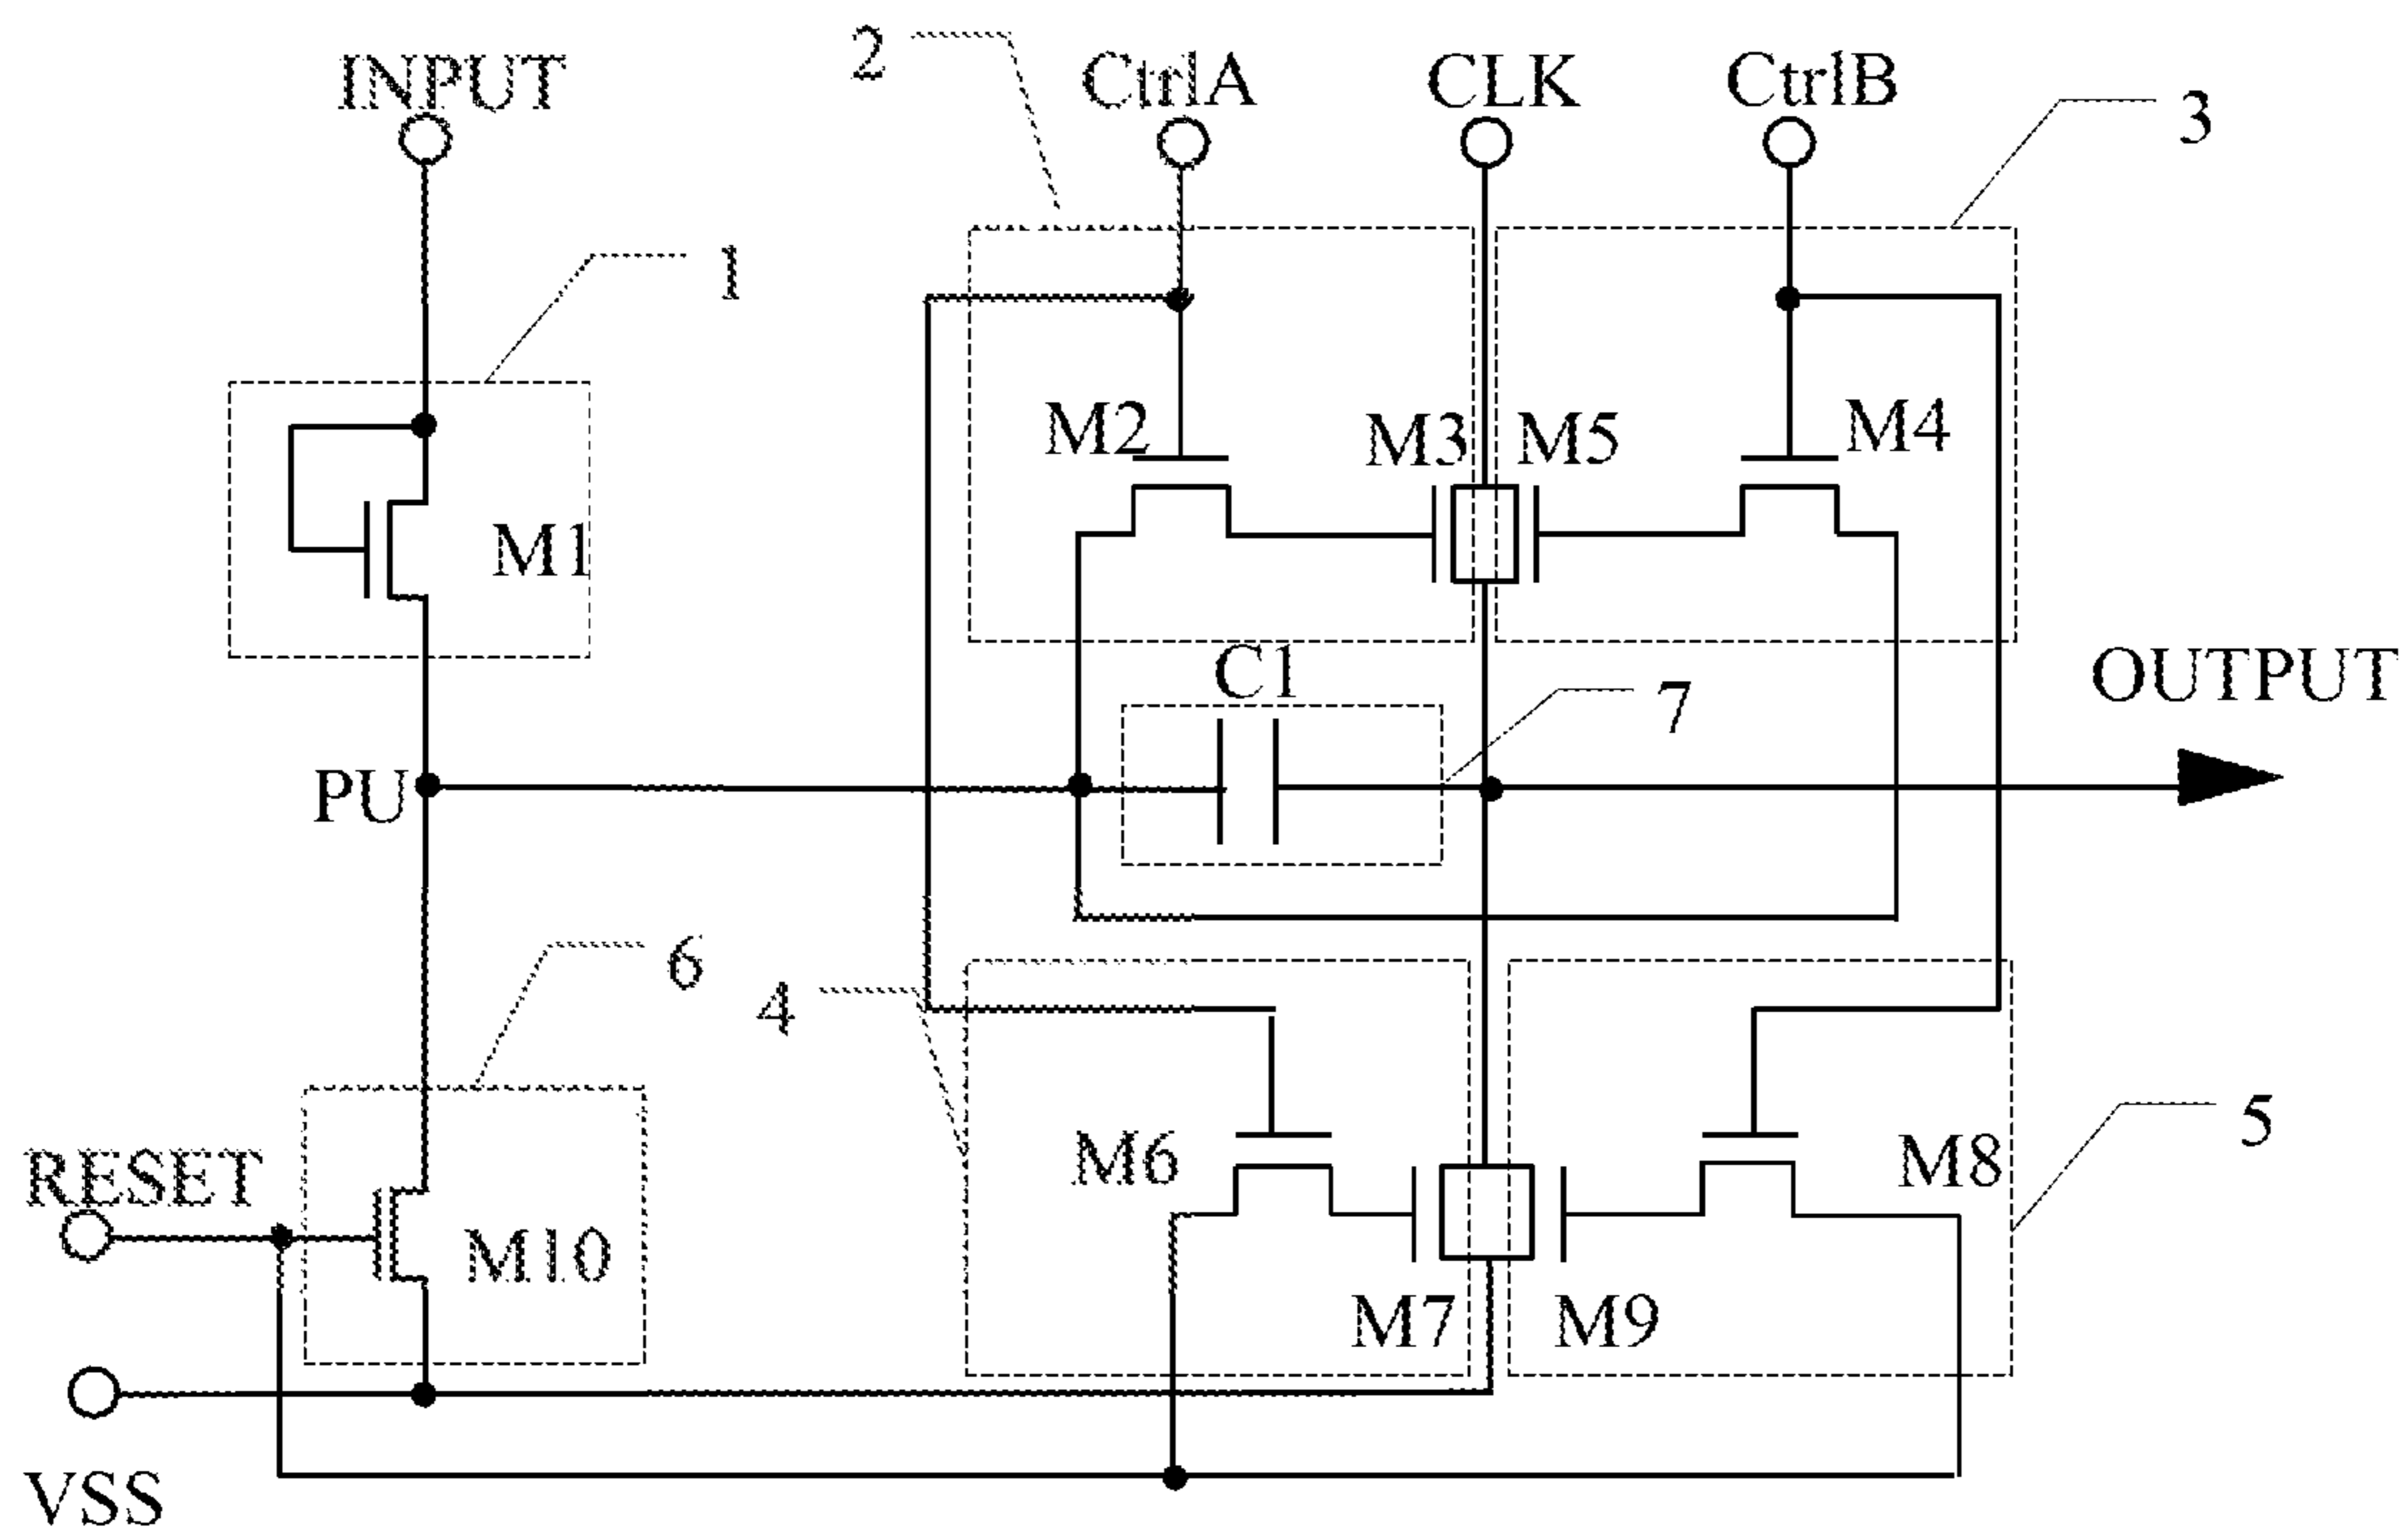 2
INPUT
CtrlA
CLK
CtrlB
3
1
M2
M3
M5
M4
M1
C1
7
OUTPUT
PU
6
4
RESET
M6
M8
5
M10
M7
M9
VSS